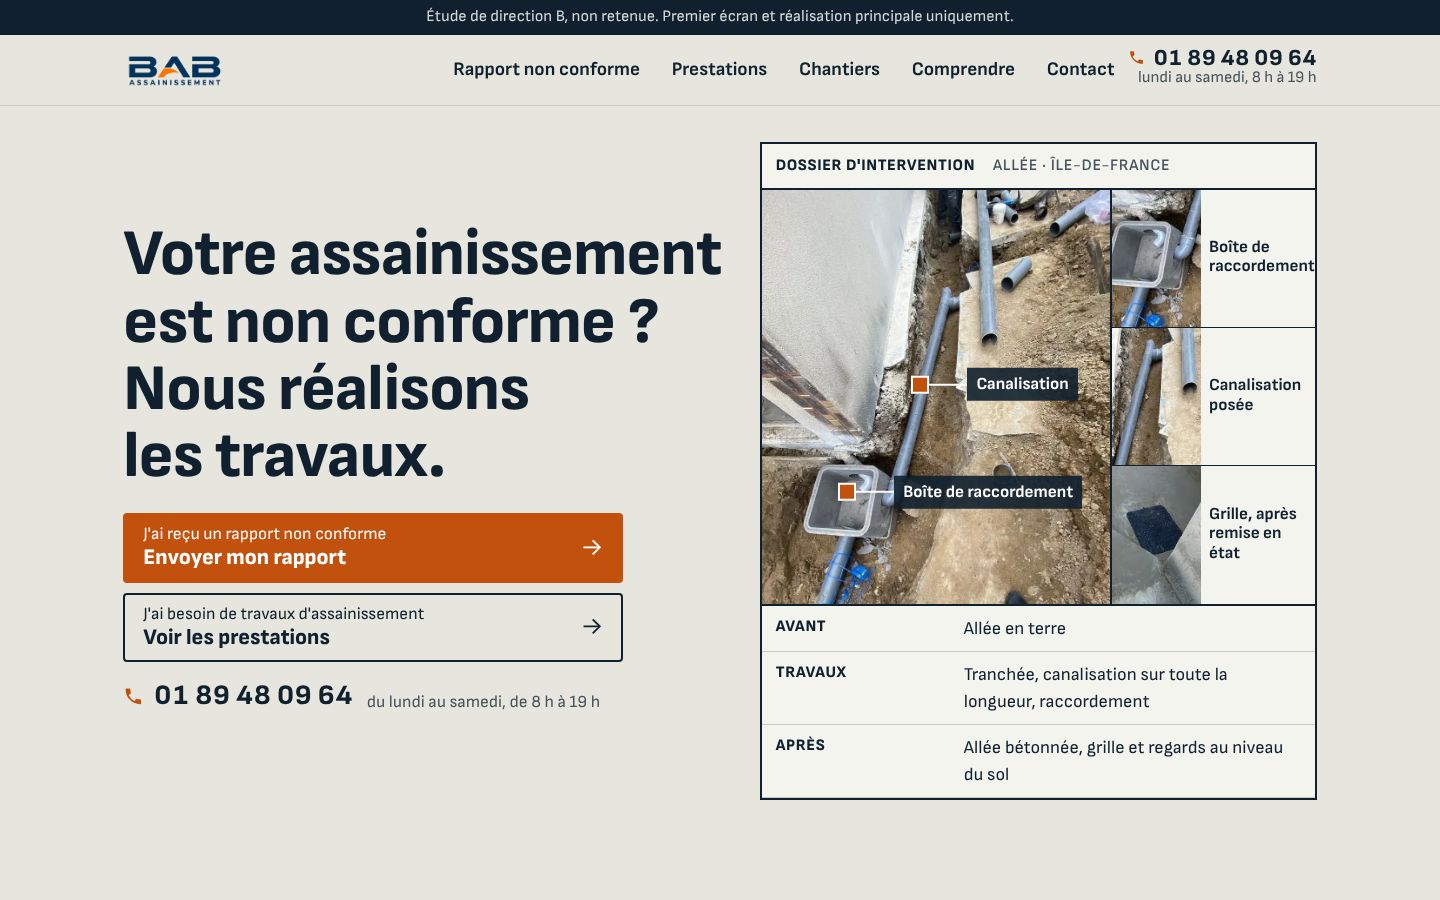 Étude de direction B, non retenue. Premier écran et réalisation principale uniquement.
BAB
ASSAINISSEMENT
Rapport non conforme
Prestations
Chantiers
Comprendre
Contact
01 89 48 09 64
lundi au samedi, 8 h à 19 h
Votre assainissement
est non conforme ?
Nous réalisons
les travaux.
J'ai reçu un rapport non conforme
Envoyer mon rapport
J'ai besoin de travaux d'assainissement
Voir les prestations
01 89 48 09 64 du lundi au samedi, de 8 h à 19 h
DOSSIER D'INTERVENTION ALLÉE · ÎLE-DE-FRANCE
Canalisation
Boîte de raccordement
Boîte de
raccordement
Canalisation
posée
Grille, après
remise en
état
AVANT
Allée en terre
TRAVAUX
Tranchée, canalisation sur toute la
longueur, raccordement
APRÈS
Allée bétonnée, grille et regards au niveau
du sol